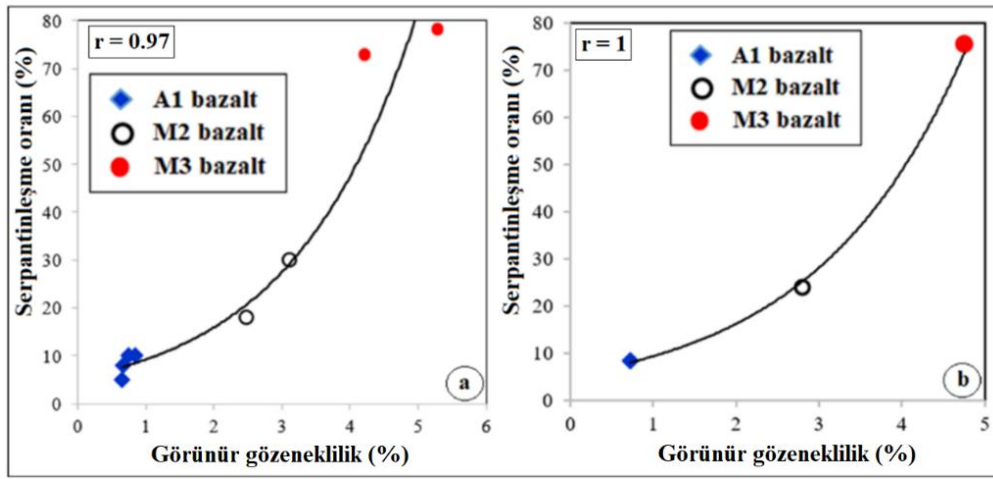 r = 0.97
A1 bazalt
M2 bazalt
M3 bazalt
Serpantinleşme oranı (%)
80
70
60
50
40
30
20
10
0
0 1 2 3 4 5 6
Görünür gözeneklilik (%)
a
r = 1
A1 bazalt
M2 bazalt
M3 bazalt
Serpantinleşme oranı (%)
80
70
60
50
40
30
20
10
0
0 1 2 3 4 5
Görünür gözeneklilik (%)
b